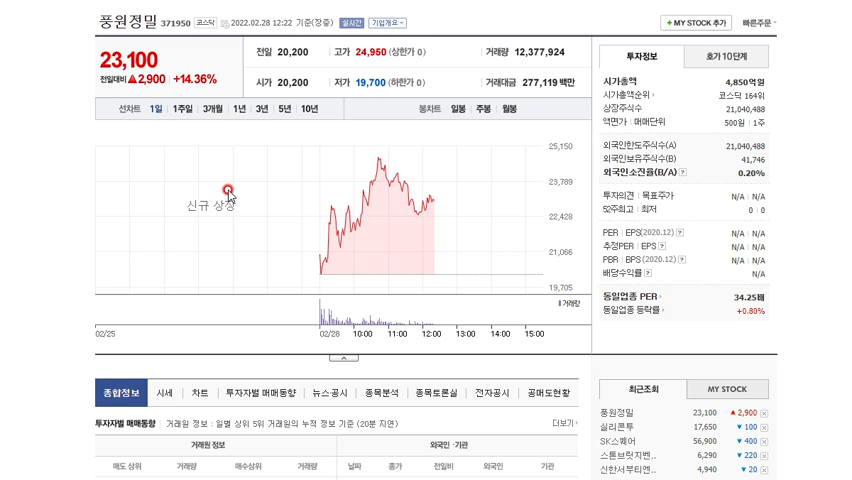 풍원정밀 371950 코스닥 2022.02.28 12:22 기준(장중) 실시간 기업개요
+ MY STOCK 추가 빠른주문
23,100
전일대비 ▲2,900 +14.36%
전일 20,200 고가 24,950 (상한가 0) 거래량 12,377,924
시가 20,200 저가 19,700 (하한가 0) 거래대금 277,119 백만
선차트 1일 1주일 3개월 1년 3년 5년 10년 봉차트 일봉 주봉 월봉
25,150
23,789
22,428
21,066
19,705
신규 상장
거래량
02/25 02/28 10:00 11:00 12:00 13:00 14:00 15:00
투자정보 호가 10단계
시가총액 4,850억원
시가총액순위 코스닥 164위
상장주식수 21,040,488
액면가 매매단위 500원 1주
외국인한도주식수(A) 21,040,488
외국인보유주식수(B) 41,746
외국인소진율(B/A) ? 0.20%
투자의견 목표주가 N/A N/A
52주최고 최저 0 0
PER EPS(2020.12) ? N/A N/A
추정PER EPS ? N/A N/A
PBR BPS (2020.12) ? N/A N/A
배당수익률 ? N/A
동일업종 PER 34.25배
동일업종 등락률 +0.80%
종합정보 시세 차트 투자자별 매매동향 뉴스·공시 종목분석 종목토론실 전자공시 공매도현황
투자자별 매매동향 거래원 정보 : 일별 상위 5위 거래원의 누적 정보 기준 (20분 지연) 더보기
거래원 정보 외국인·기관
매도 상위 거래량 매수상위 거래량 날짜 종가 전일비 외국인 기관
최근조회 MY STOCK
풍원정밀 23,100 ▲ 2,900
실리콘투 17,650 ▼ 100
SK스퀘어 56,900 ▼ 400
스톤브릿지벤.. 6,290 ▼ 220
신한서부티엔.. 4,940 ▼ 20